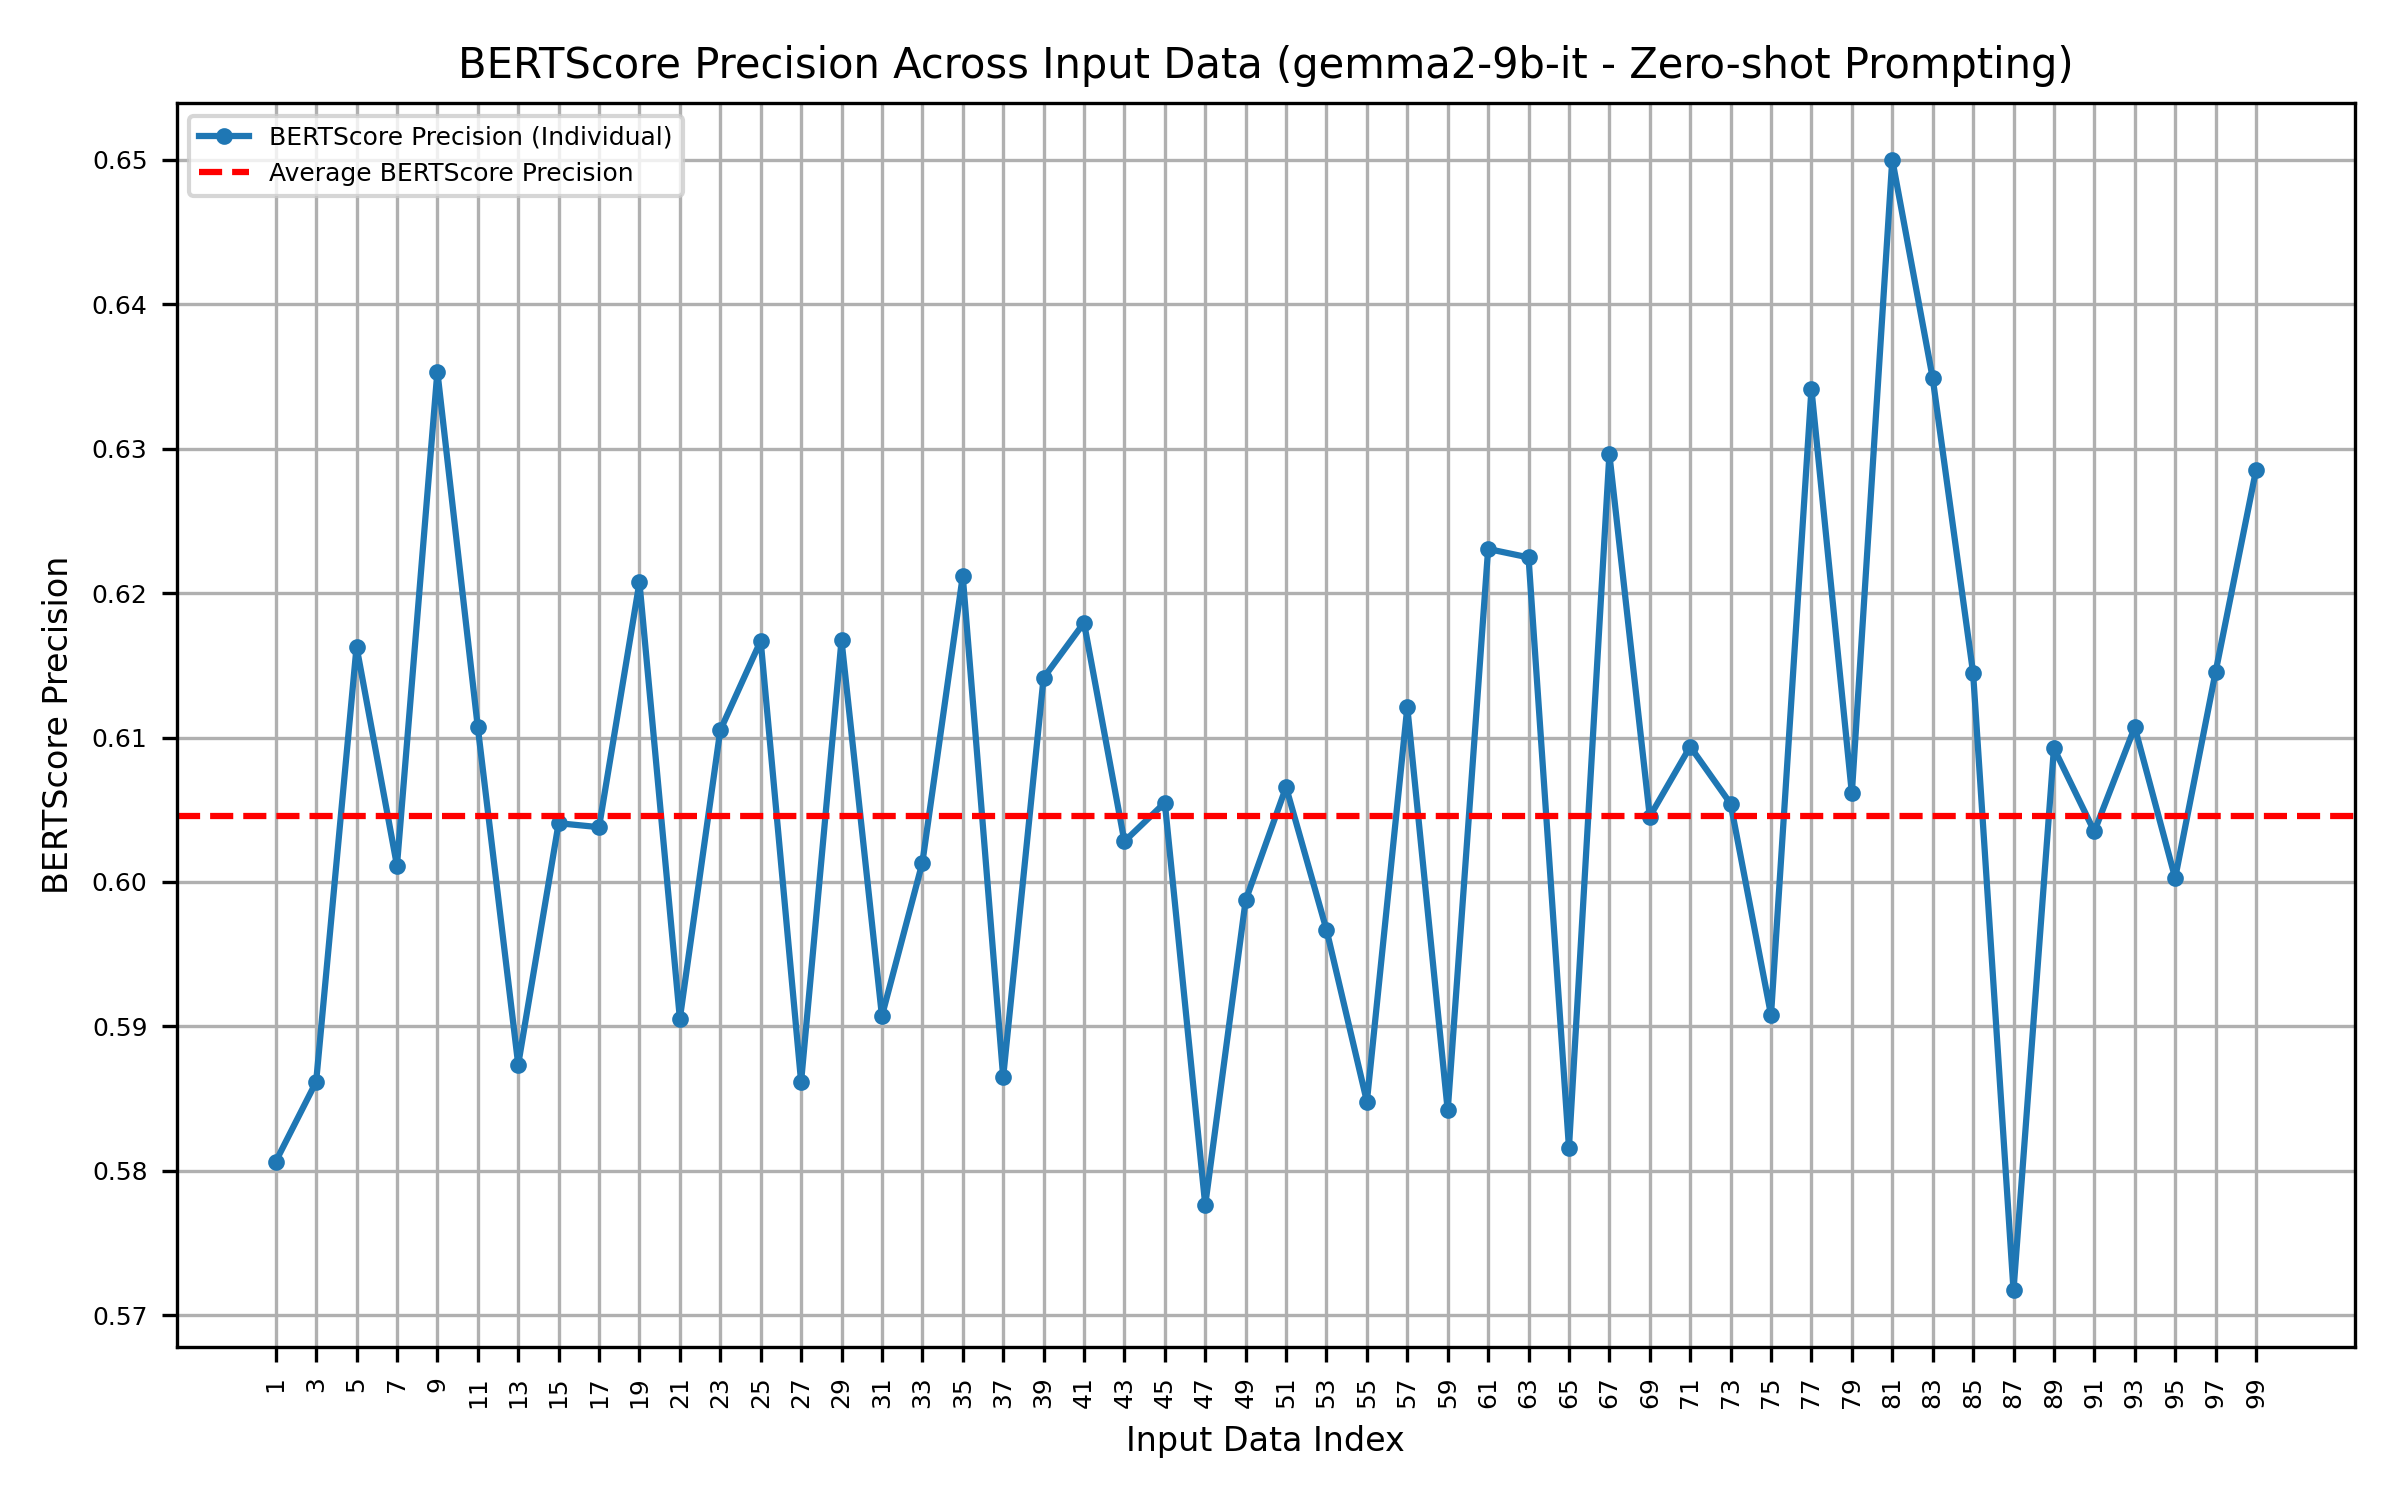 BERTScore Precision Across Input Data (gemma2-9b-it - Zero-shot Prompting)
BERTScore Precision (Individual)
Average BERTScore Precision
BERTScore Precision
0.65
0.64
0.63
0.62
0.61
0.60
0.59
0.58
0.57
1 3 5 7 9 11 13 15 17 19 21 23 25 27 29 31 33 35 37 39 41 43 45 47 49 51 53 55 57 59 61 63 65 67 69 71 73 75 77 79 81 83 85 87 89 91 93 95 97 99
Input Data Index